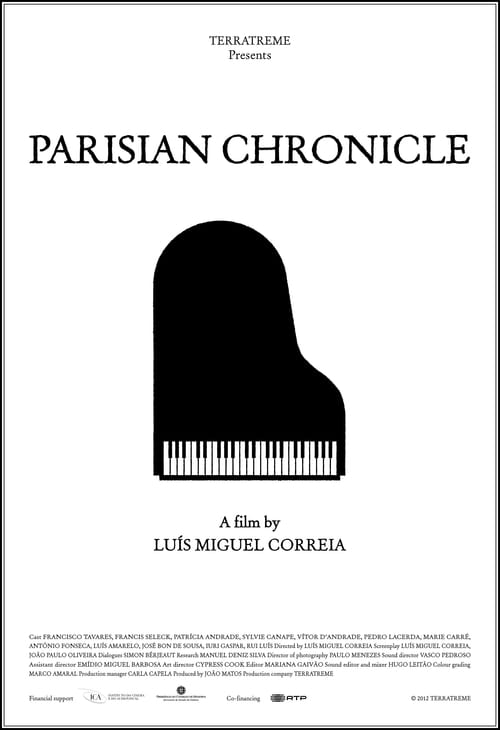 TERRATREME
Presents
PARISIAN CHRONICLE
A film by
LUÍS MIGUEL CORREIA
Cast FRANCISCO TAVARES, FRANCIS SELECK, PATRÍCIA ANDRADE, SYLVIE CANAPE, VÍTOR D'ANDRADE, PEDRO LACERDA, MARIE CARRÉ,
ANTÓNIO FONSECA, LUÍS AMARELO, JOSÉ BON DE SOUSA, IURI GASPAR, RUI LUÍS Directed by LUÍS MIGUEL CORREIA Screenplay LUÍS MIGUEL CORREIA,
JOÃO PAULO OLIVEIRA Dialogues SIMON BÉRJEAUT Research MANUEL DENIZ SILVA Director of photography PAULO MENEZES Sound director VASCO PEDROSO
Assistant director EMÍDIO MIGUEL BARBOSA Art director CYPRESS COOK Editor MARIANA GAIVÃO Sound editor and mixer HUGO LEITÃO Colour grading
MARCO AMARAL Production manager CARLA CAPELA Produced by JOÃO MATOS Production company TERRATREME
Financial support ICA Co-financing RTP © 2012 TERRATREME